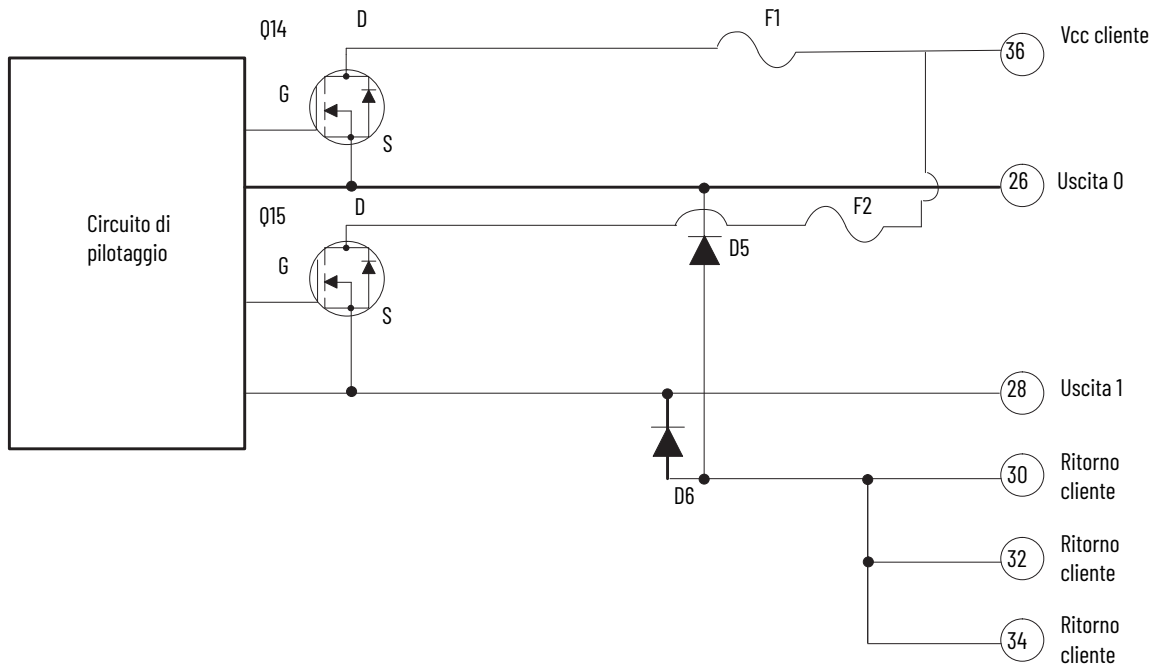 Q14
D
F1
36
Vcc cliente
G
S
26
Uscita 0
Circuito di
pilotaggio
Q15
D
F2
G
D5
S
28
Uscita 1
30
Ritorno
cliente
D6
32
Ritorno
cliente
34
Ritorno
cliente